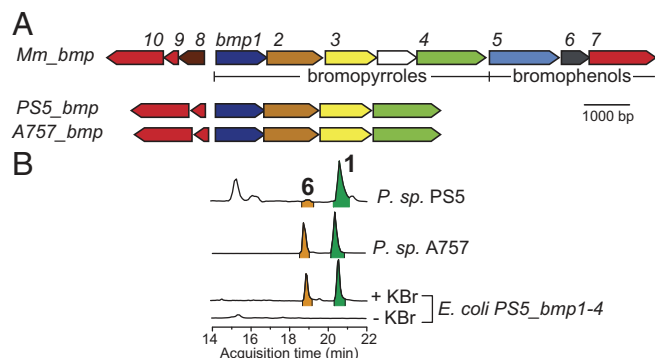 A
10 9 8 bmp1 2 3 4 5 6 7
Mm_bmp
bromopyrroles bromophenols
PS5_bmp
A757_bmp
1000 bp
B
6 1
P. sp. PS5
P. sp. A757
+ KBr
- KBr
E. coli PS5_bmp1-4
14 16 18 20 22
Acquisition time (min)